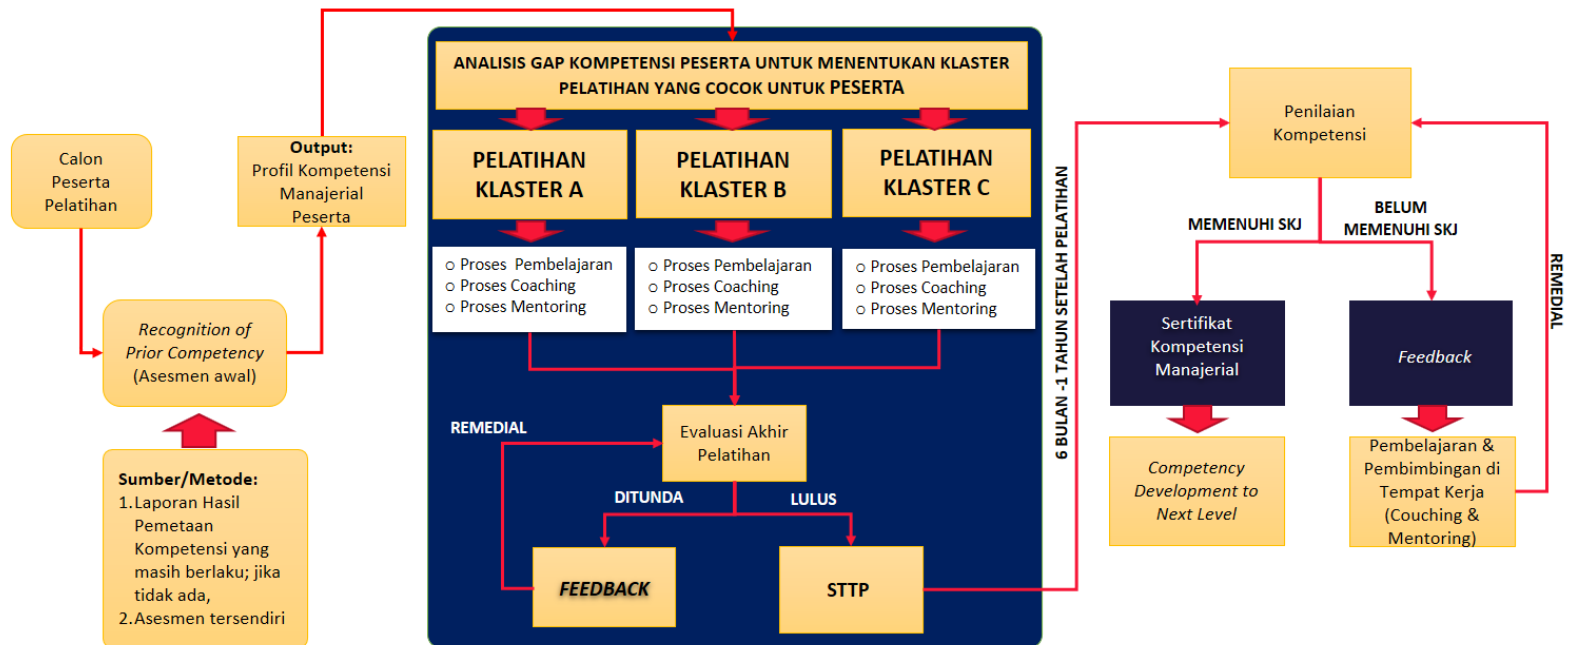 Calon
Peserta
Pelatihan
Recognition of
Prior Competency
(Asesmen awal)
Sumber/Metode:
1. Laporan Hasil
Pemetaan
Kompetensi yang
masih berlaku; jika
tidak ada,
2. Asesmen tersendiri
Output:
Profil Kompetensi
Manajerial
Peserta
ANALISIS GAP KOMPETENSI PESERTA UNTUK MENENTUKAN KLASTER
PELATIHAN YANG COCOK UNTUK PESERTA
PELATIHAN
KLASTER A
PELATIHAN
KLASTER B
PELATIHAN
KLASTER C
o Proses Pembelajaran
o Proses Coaching
o Proses Mentoring
o Proses Pembelajaran
o Proses Coaching
o Proses Mentoring
o Proses Pembelajaran
o Proses Coaching
o Proses Mentoring
Evaluasi Akhir
Pelatihan
REMEDIAL
DITUNDA
LULUS
FEEDBACK
STTP
6 BULAN -1 TAHUN SETELAH PELATIHAN
Penilaian
Kompetensi
MEMENUHI SKJ
BELUM
MEMENUHI SKJ
Sertifikat
Kompetensi
Manajerial
Feedback
Competency
Development to
Next Level
Pembelajaran &
Pembimbingan di
Tempat Kerja
(Couching &
Mentoring)
REMEDIAL